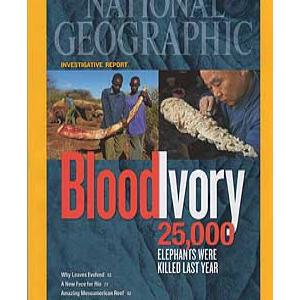 NATIONAL
GEOGRAPHIC
INVESTIGATIVE REPORT
BloodIvory
25,000
ELEPHANTS WERE
KILLED LAST YEAR
Why Leaves Evolved
A New Face for Rio
Amazing Mesoamerican Reef